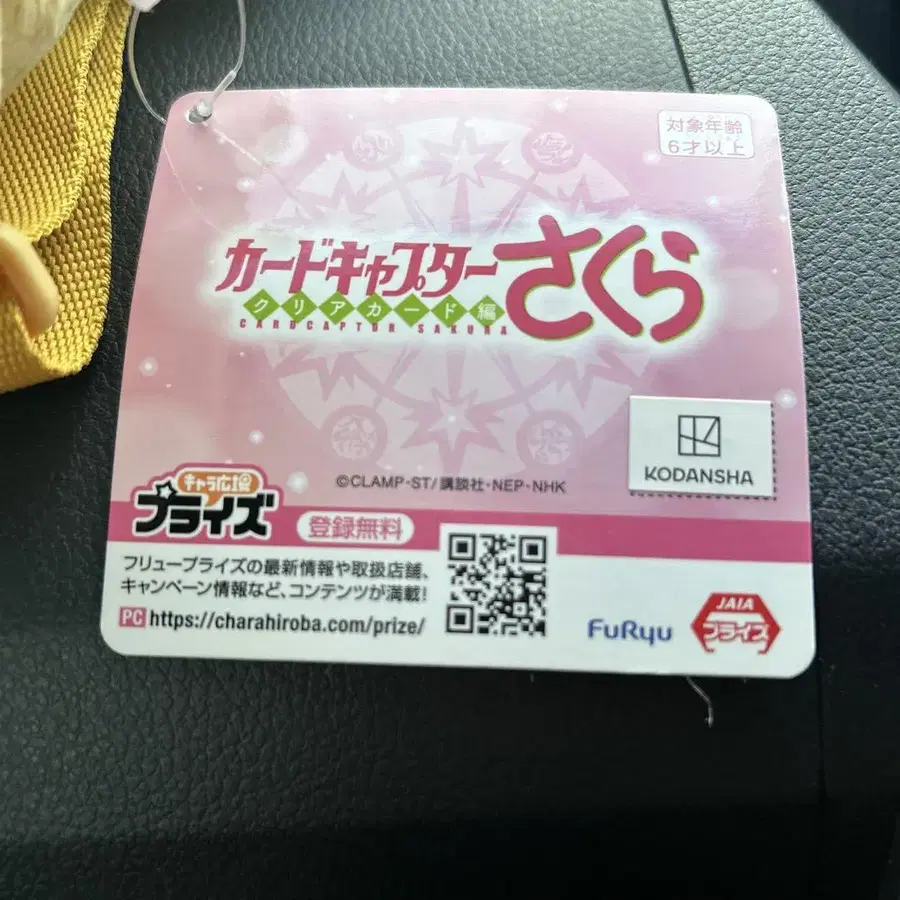 対象年齢
6才以上
カードキャプターさくら
クリアカード編
CARDCAPTOR SAKURA
KODANSHA
©CLAMP・ST/講談社・NEP・NHK
キャラ広場
プライズ
登録無料
フリュープライズの最新情報や取扱店舗、
キャンペーン情報など、コンテンツが満載!
PC https://charahiroba.com/prize/
FuRyu
JAIA
プライズ